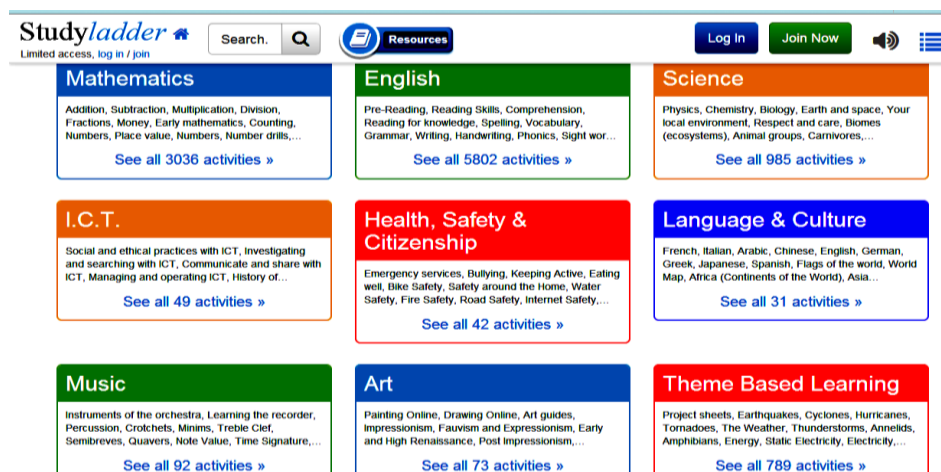 Studyladder
Limited access, log in / join
Search.
Resources
Log In
Join Now
Mathematics
Addition, Subtraction, Multiplication, Division,
Fractions, Money, Early mathematics, Counting,
Numbers, Place value, Numbers, Number drills,...
See all 3036 activities »
English
Pre-Reading, Reading Skills, Comprehension,
Reading for knowledge, Spelling, Vocabulary,
Grammar, Writing, Handwriting, Phonics, Sight wor...
See all 5802 activities »
Science
Physics, Chemistry, Biology, Earth and space, Your
local environment, Respect and care, Biomes
(ecosystems), Animal groups, Carnivores,...
See all 985 activities »
I.C.T.
Social and ethical practices with ICT, Investigating
and searching with ICT, Communicate and share with
ICT, Managing and operating ICT, History of...
See all 49 activities »
Health, Safety &
Citizenship
Emergency services, Bullying, Keeping Active, Eating
well, Bike Safety, Safety around the Home, Water
Safety, Fire Safety, Road Safety, Internet Safety,...
See all 42 activities »
Language & Culture
French, Italian, Arabic, Chinese, English, German,
Greek, Japanese, Spanish, Flags of the world, World
Map, Africa (Continents of the World), Asia...
See all 31 activities »
Music
Instruments of the orchestra, Learning the recorder,
Percussion, Crotchets, Minims, Treble Clef,
Semibreves, Quavers, Note Value, Time Signature,...
See all 92 activities »
Art
Painting Online, Drawing Online, Art guides,
Impressionism, Fauvism and Expressionism, Early
and High Renaissance, Post Impressionism,...
See all 73 activities »
Theme Based Learning
Project sheets, Earthquakes, Cyclones, Hurricanes,
Tornadoes, The Weather, Thunderstorms, Annelids,
Amphibians, Energy, Static Electricity, Electricity,...
See all 789 activities »